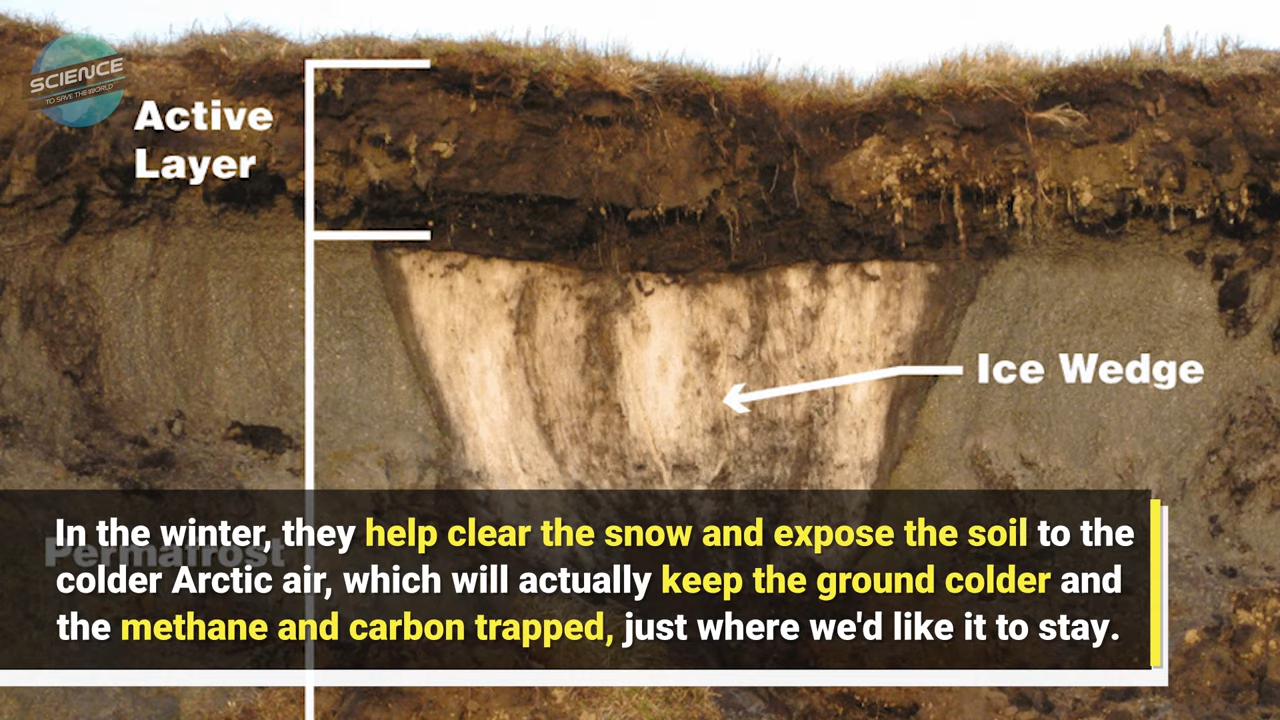 SCIENCE
TO SAVE THE WORLD
Active
Layer
Ice Wedge
Permafrost
In the winter, they help clear the snow and expose the soil to the
colder Arctic air, which will actually keep the ground colder and
the methane and carbon trapped, just where we'd like it to stay.